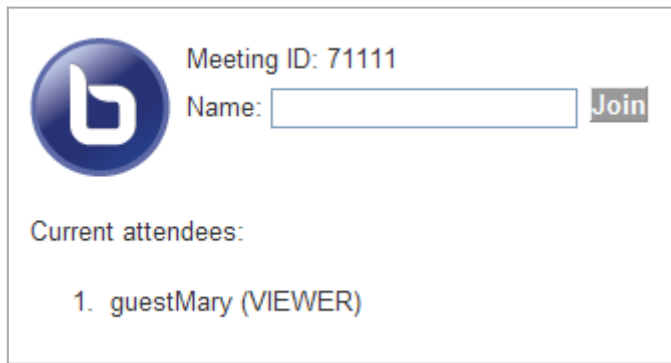 Meeting ID: 71111
Name: Join
Current attendees:
1. guestMary (VIEWER)